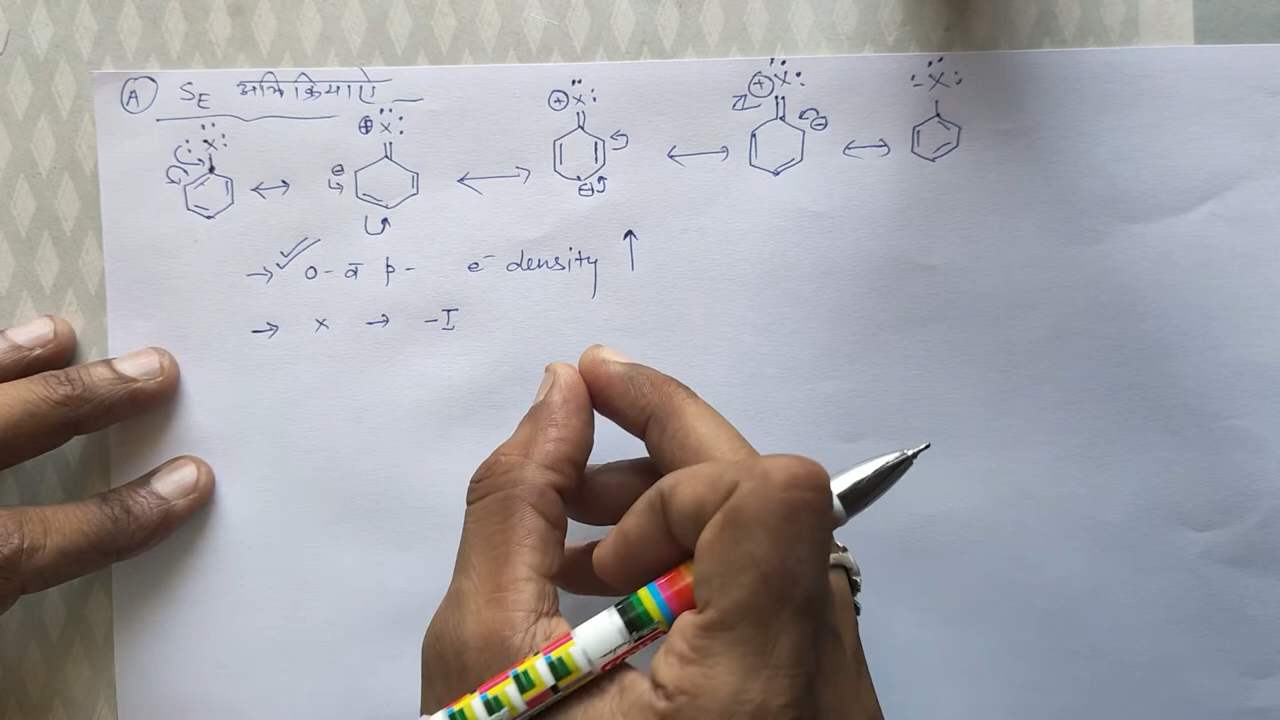 Ⓐ SE अभिक्रियाएें
:Ẍ: ↔ ⊕Ẍ: ⊖ ↔ ⊕Ẍ: ⊖ ↔ ⊕Ẍ: ⊖ ↔ :Ẍ:
→ ✓ o- व p- e⁻ density ↑
→ X → -I